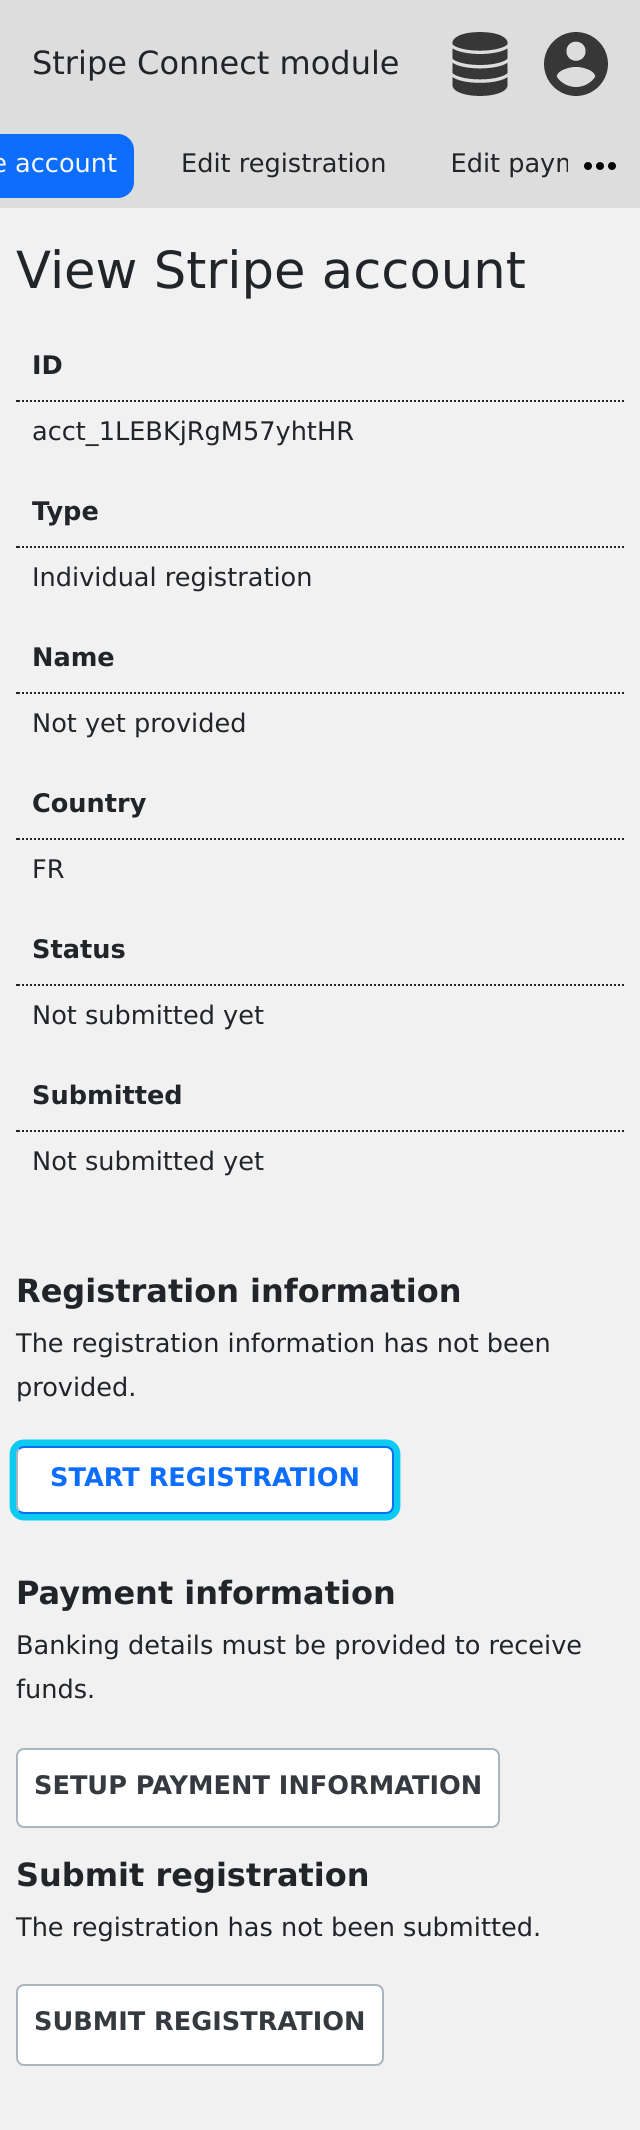 Stripe Connect module
e account
Edit registration
Edit payn
View Stripe account
ID
acct_1LEBKjRgM57yhtHR
Type
Individual registration
Name
Not yet provided
Country
FR
Status
Not submitted yet
Submitted
Not submitted yet
Registration information
The registration information has not been
provided.
START REGISTRATION
Payment information
Banking details must be provided to receive
funds.
SETUP PAYMENT INFORMATION
Submit registration
The registration has not been submitted.
SUBMIT REGISTRATION